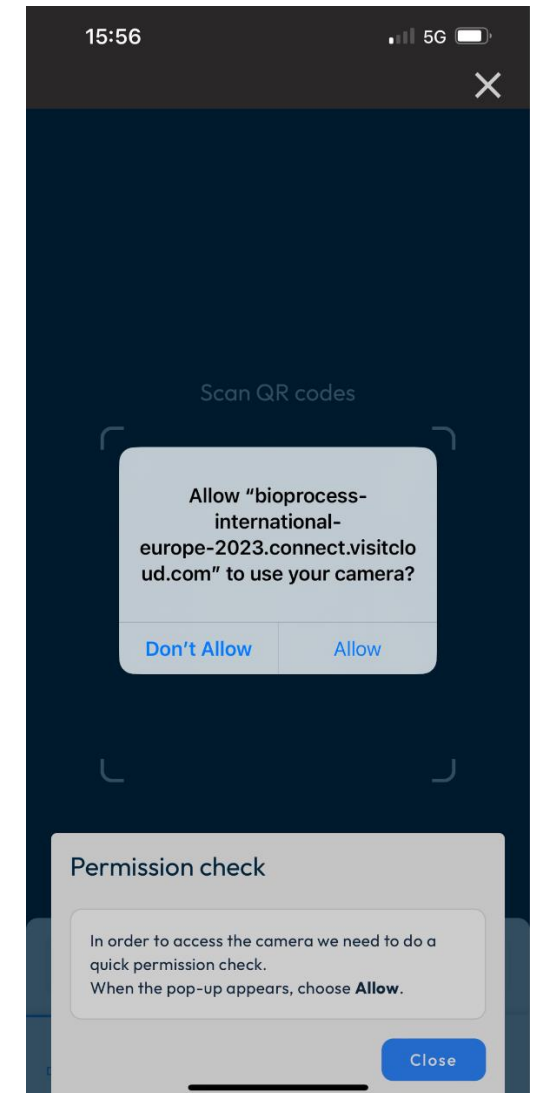 15:56
5G
Scan QR codes
Allow “bioprocess-
international-
europe-2023.connect.visitclo
ud.com” to use your camera?
Don’t Allow
Allow
Permission check
In order to access the camera we need to do a
quick permission check.
When the pop-up appears, choose Allow.
Close